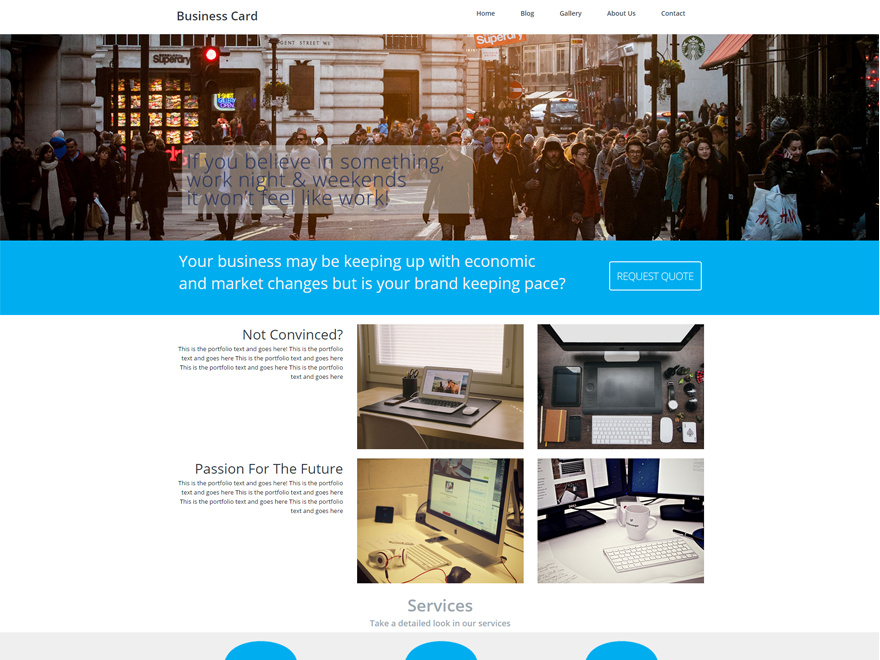 Business Card
Home Blog Gallery About Us Contact
GENT STREET W1
Superdry
Superdry
OPEN
If you believe in something,
work night & weekends
it won't feel like work!
H&M
Your business may be keeping up with economic
and market changes but is your brand keeping pace?
REQUEST QUOTE
Not Convinced?
This is the portfolio text and goes here! This is the portfolio
text and goes here This is the portfolio text and goes here
This is the portfolio text and goes here This is the portfolio
text and goes here
Passion For The Future
This is the portfolio text and goes here! This is the portfolio
text and goes here This is the portfolio text and goes here
This is the portfolio text and goes here This is the portfolio
text and goes here
Services
Take a detailed look in our services